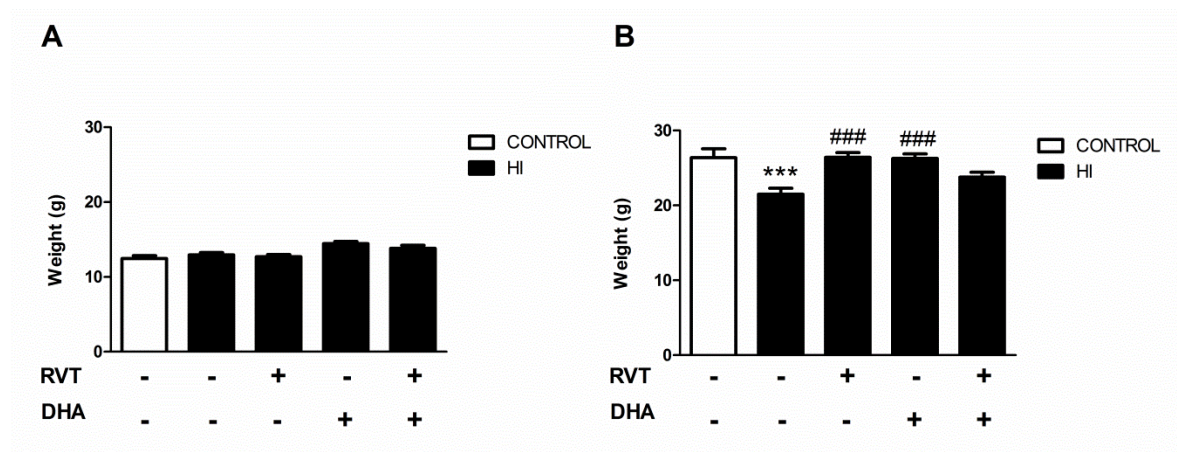 A
30
20
10
0
Weight (g)
CONTROL
HI
RVT - - + - +
DHA - - - + +
B
30
20
10
0
Weight (g)
***
###
###
CONTROL
HI
RVT - - + - +
DHA - - - + +